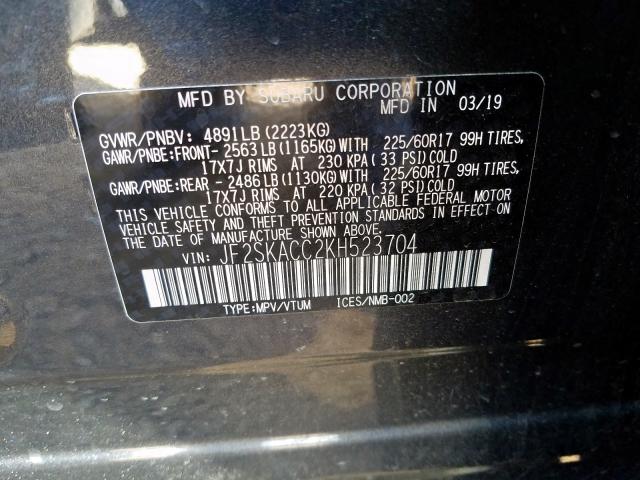 MFD BY SUBARU CORPORATION
MFD IN 03/19
GVWR/PNBV: 4891LB (2223KG)
GAWR/PNBE:FRONT- 2563LB (1165KG) WITH 225/60R17 99H TIRES,
17X7J RIMS AT 230 KPA (33 PSI) COLD
GAWR/PNBE:REAR - 2486LB (1130KG) WITH 225/60R17 99H TIRES,
17X7J RIMS AT 220 KPA (32 PSI) COLD
THIS VEHICLE CONFORMS TO ALL APPLICABLE FEDERAL MOTOR
VEHICLE SAFETY AND THEFT PREVENTION STANDARDS IN EFFECT ON
THE DATE OF MANUFACTURE SHOWN ABOVE.
VIN: JF2SKACC2KH523704
TYPE:MPV/VTUM ICES/NMB-002